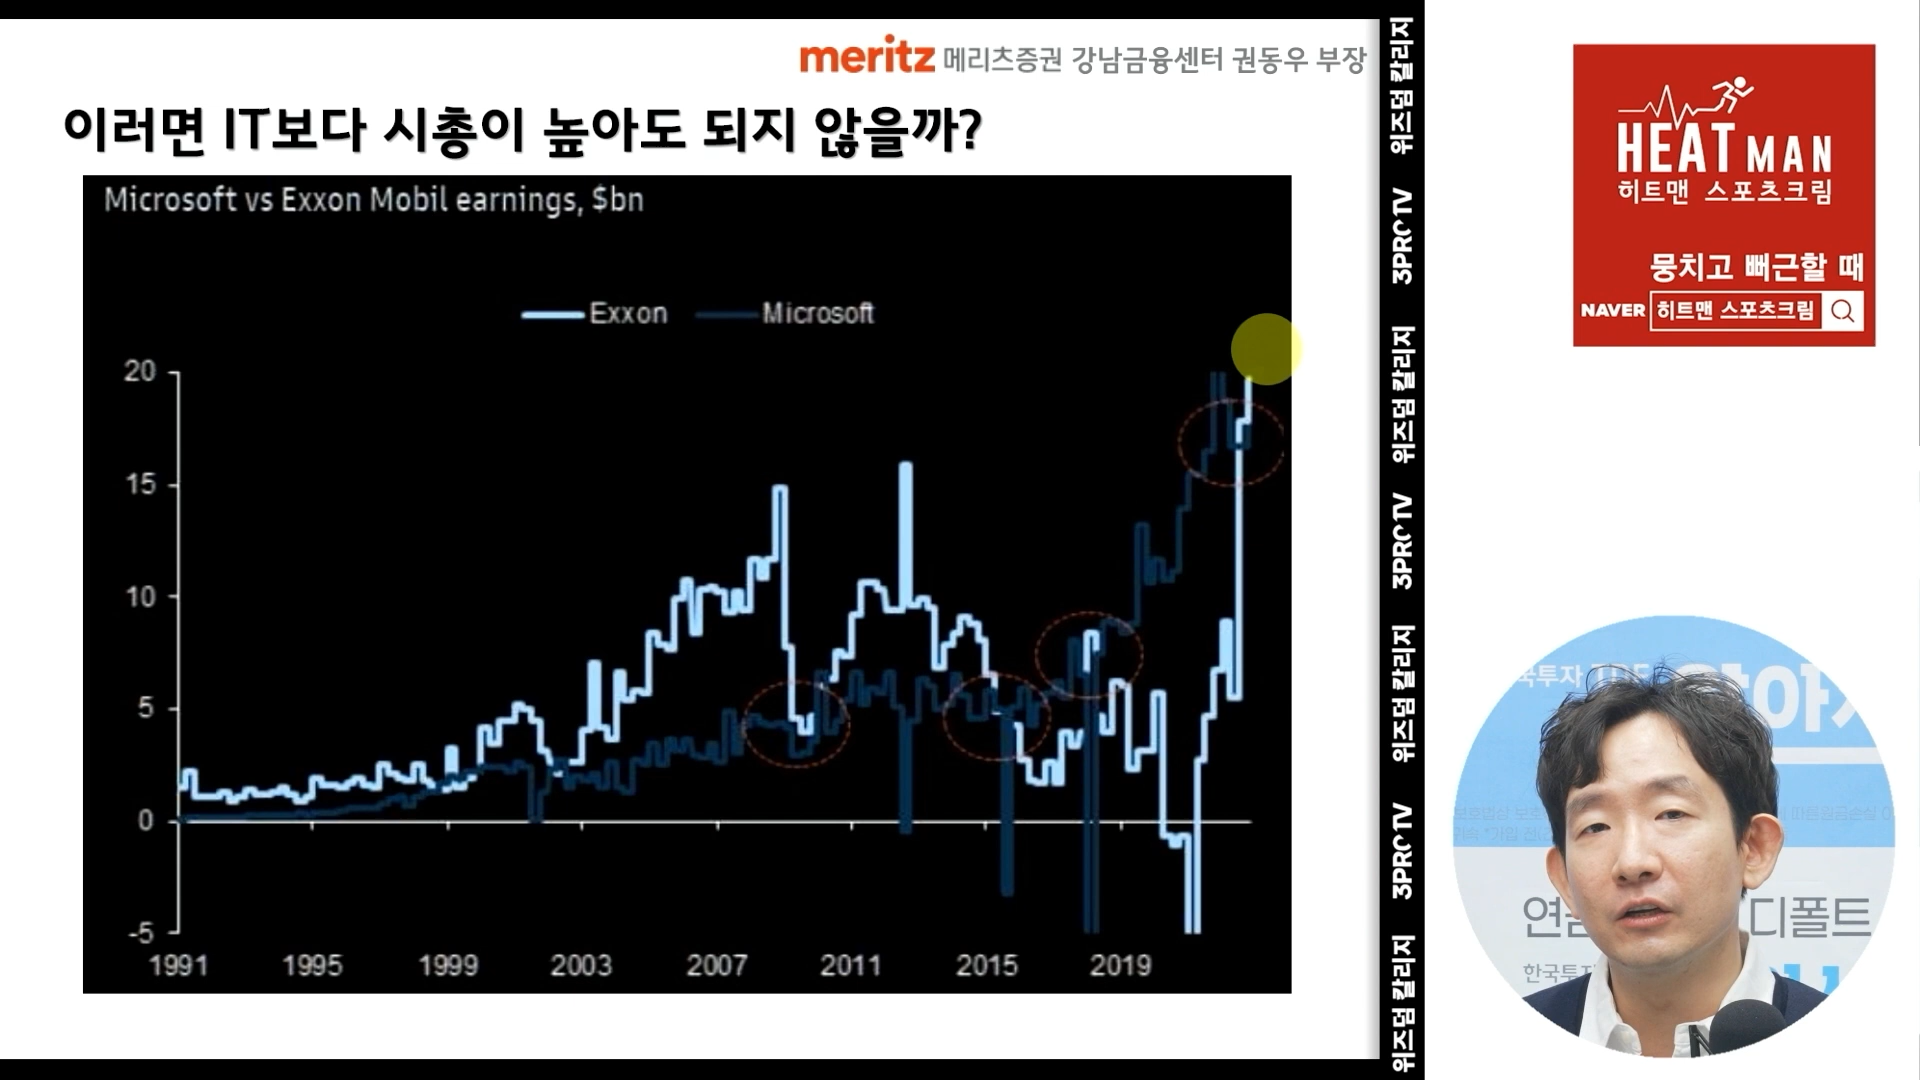 meritz 메리츠증권 강남금융센터 권동우 부장
이러면 IT보다 시총이 높아도 되지 않을까?
Microsoft vs Exxon Mobil earnings, $bn
Exxon
Microsoft
20
15
10
5
0
-5
1991
1995
1999
2003
2007
2011
2015
2019
위즈덤 칼리지
3PROTV
위즈덤 칼리지
3PROTV
위즈덤 칼리지
3PROTV
위즈덤 칼리지
HEAT MAN
히트맨 스포츠크림
뭉치고 뻐근할 때
NAVER 히트맨 스포츠크림
디폴트